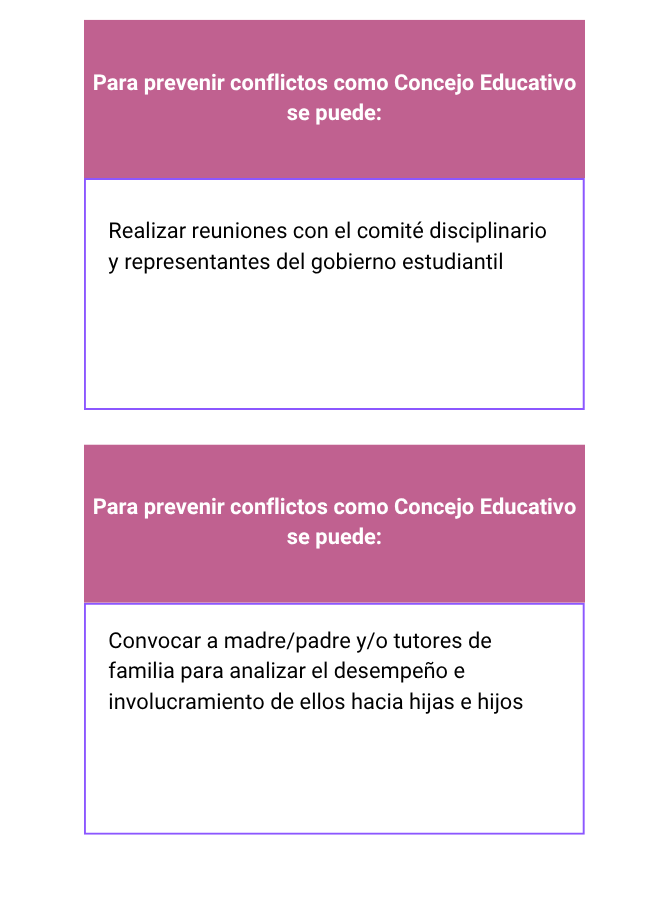 Para prevenir conflictos como Concejo Educativo
se puede:
Realizar reuniones con el comité disciplinario
y representantes del gobierno estudiantil
Para prevenir conflictos como Concejo Educativo
se puede:
Convocar a madre/padre y/o tutores de
familia para analizar el desempeño e
involucramiento de ellos hacia hijas e hijos